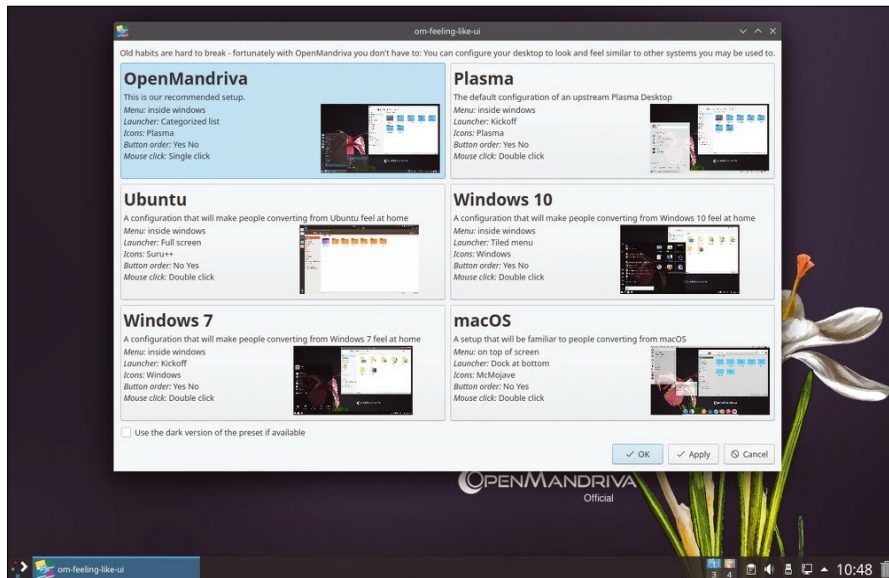 om-feeling-like-ui
Old habits are hard to break - fortunately with OpenMandriva you don't have to: You can configure your desktop to look and feel similar to other systems you may be used to.
OpenMandriva
This is our recommended setup.
Menu: inside windows
Launcher: Categorized list
Icons: Plasma
Button order: Yes No
Mouse click: Single click
Plasma
The default configuration of an upstream Plasma Desktop
Menu: inside windows
Launcher: Kickoff
Icons: Plasma
Button order: Yes No
Mouse click: Double click
Ubuntu
A configuration that will make people converting from Ubuntu feel at home
Menu: inside windows
Launcher: Full screen
Icons: Suru++
Button order: No Yes
Mouse click: Double click
Windows 10
A configuration that will make people converting from Windows 10 feel at home
Menu: inside windows
Launcher: Tiled menu
Icons: Windows
Button order: Yes No
Mouse click: Double click
Windows 7
A configuration that will make people converting from Windows 7 feel at home
Menu: inside windows
Launcher: Kickoff
Icons: Windows
Button order: Yes No
Mouse click: Double click
macOS
A setup that will be familiar to people converting from macOS
Menu: on top of screen
Launcher: Dock at bottom
Icons: McMojave
Button order: No Yes
Mouse click: Double click
Use the dark version of the preset if available
OK
Apply
Cancel
OPENMANDRIVA
Official
om-feeling-like-ui
3 4
10:48